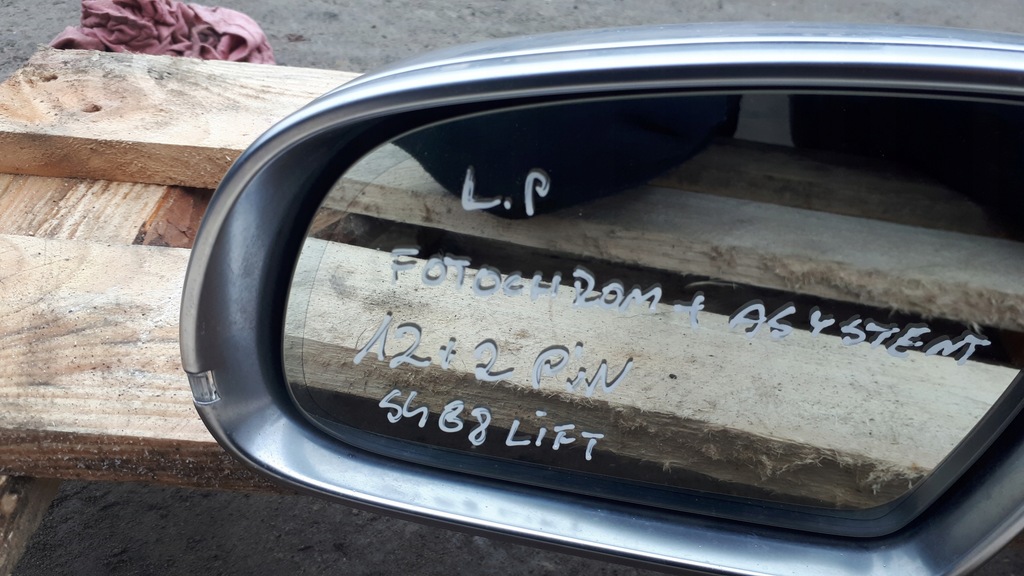 L.P
FOTOCHROM + ASYSTENT
12+2 PiN
S4 B8 LiFT